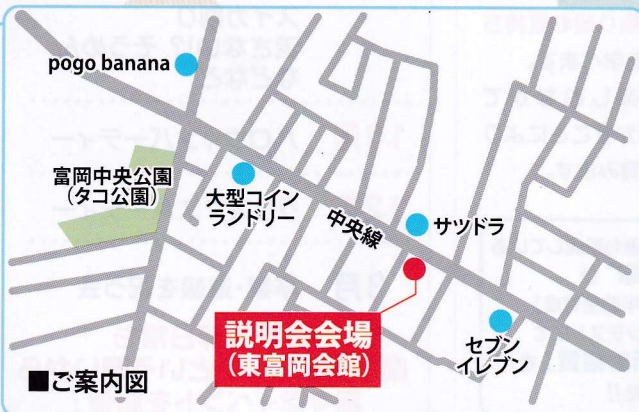 pogo banana
富岡中央公園
(タコ公園)
大型コイン
ランドリー
中央線
サツドラ
説明会会場
(東富岡会館)
セブン
イレブン
■ご案内図